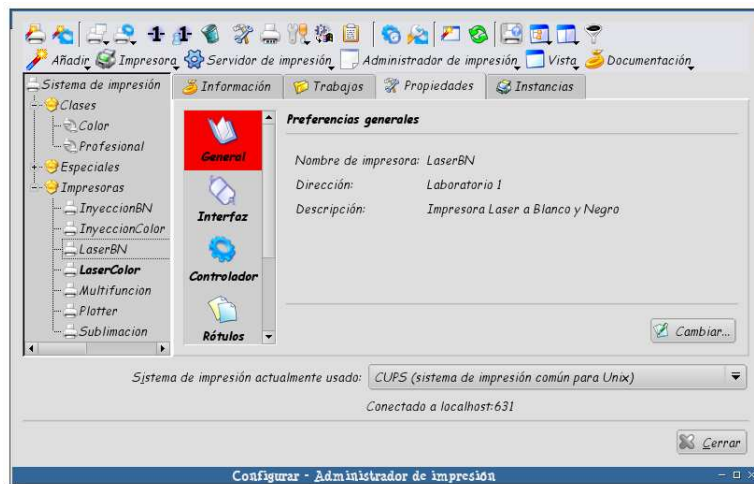 Añadir Impresora Servidor de impresión Administrador de impresión Vista Documentación
Sistema de impresión
Clases
Color
Profesional
Especiales
Impresoras
InyeccionBN
InyeccionColor
LaserBN
LaserColor
Multifuncion
Plotter
Sublimacion
Información Trabajos Propiedades Instancias
General
Interfaz
Controlador
Rótulos
Preferencias generales
Nombre de impresora: LaserBN
Dirección: Laboratorio 1
Descripción: Impresora Laser a Blanco y Negro
Cambiar...
Sistema de impresión actualmente usado: CUPS (sistema de impresión común para Unix)
Conectado a localhost:631
Cerrar
Configurar - Administrador de impresión